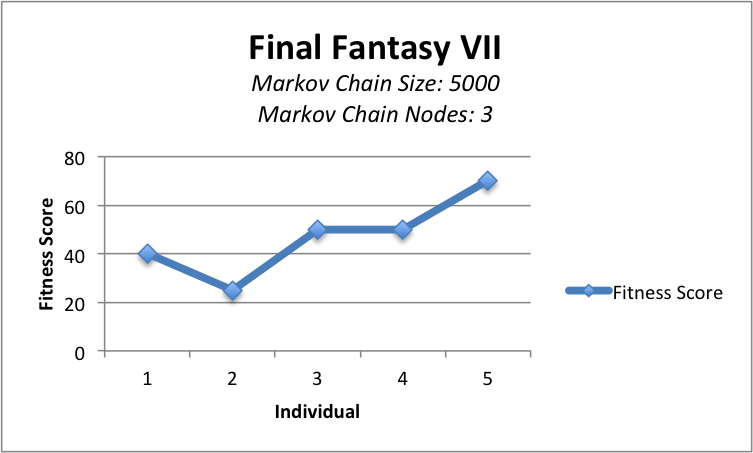 Final Fantasy VII
Markov Chain Size: 5000
Markov Chain Nodes: 3
80
60
40
20
0
Fitness Score
1 2 3 4 5
Individual
Fitness Score